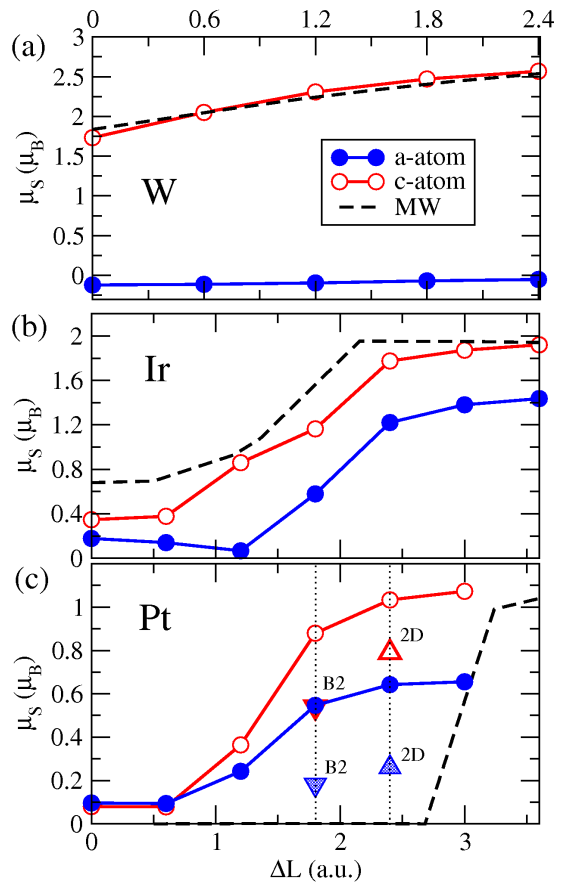 0 0.6 1.2 1.8 2.4
(a)
3
2.5
2
1.5
1
0.5
0
μS (μB)
W
a-atom
c-atom
MW
(b)
2
1.6
1.2
0.8
0.4
0
μS (μB)
Ir
(c)
1
0.8
0.6
0.4
0.2
0
μS (μB)
Pt
2D
B2
2D
B2
0 1 2 3
ΔL (a.u.)